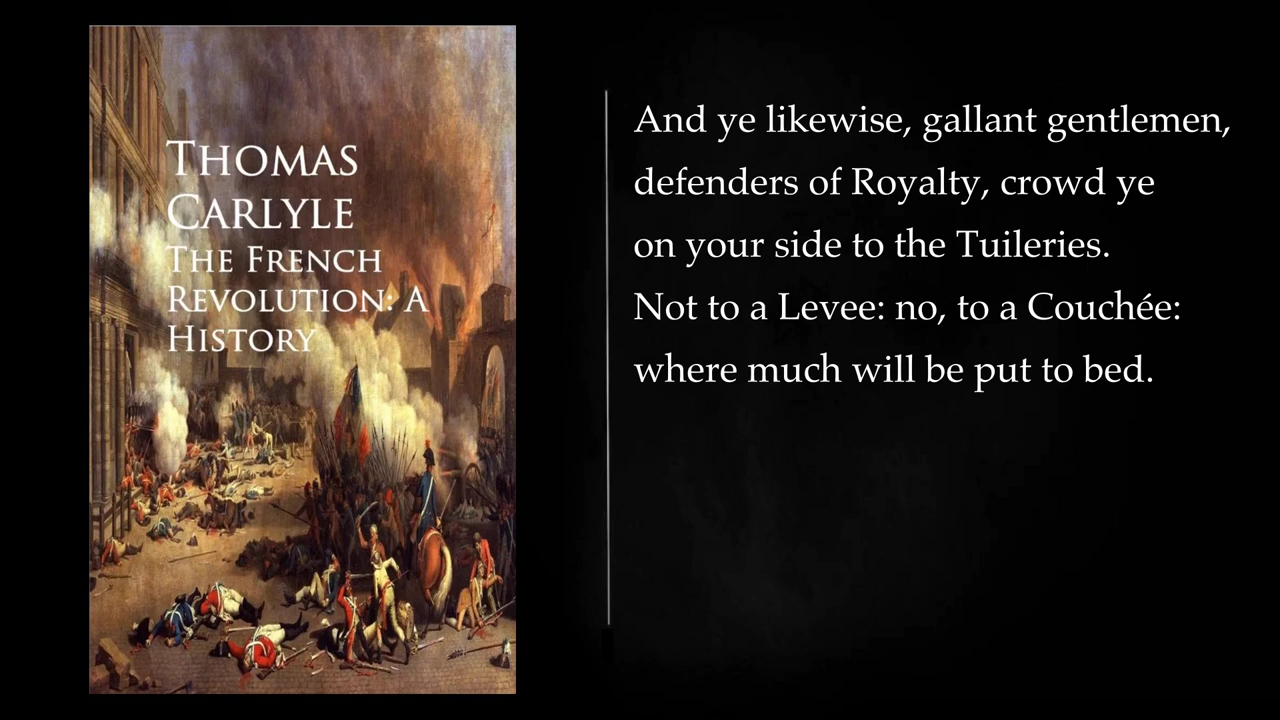 THOMAS
CARLYLE
THE FRENCH
REVOLUTION: A
HISTORY
And ye likewise, gallant gentlemen,
defenders of Royalty, crowd ye
on your side to the Tuileries.
Not to a Levee: no, to a Couchée:
where much will be put to bed.